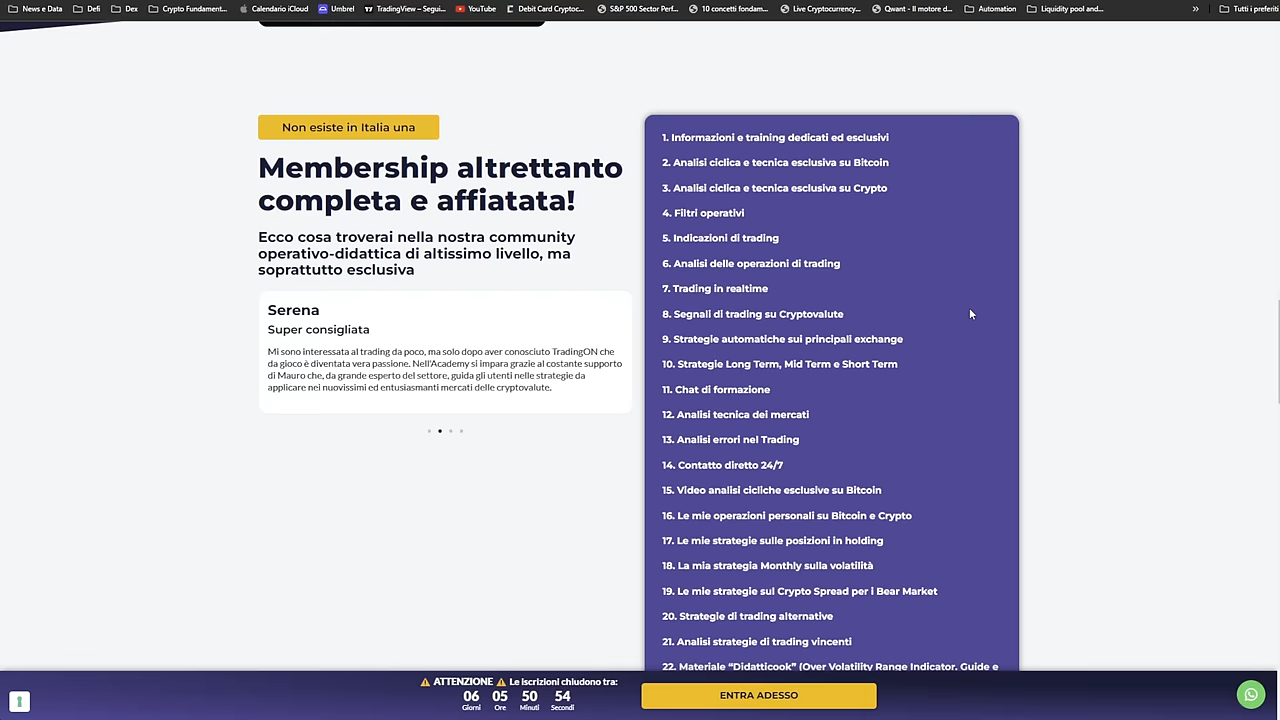 News e Data
Defi
Dex
Crypto Fundament...
Calendario iCloud
Umbrel
TradingView – Segui...
YouTube
Debit Card Cryptoc...
S&P 500 Sector Perf...
10 concetti fondam...
Live Cryptocurrency...
Qwant - Il motore d...
Automation
Liquidity pool and...
»
Tutti i preferiti
Non esiste in Italia una
Membership altrettanto
completa e affiatata!
Ecco cosa troverai nella nostra community
operativo-didattica di altissimo livello, ma
soprattutto esclusiva
Serena
Super consigliata
Mi sono interessata al trading da poco, ma solo dopo aver conosciuto TradingON che
da gioco è diventata vera passione. Nell'Academy si impara grazie al costante supporto
di Mauro che, da grande esperto del settore, guida gli utenti nelle strategie da
applicare nei nuovissimi ed entusiasmanti mercati delle cryptovalute.
1. Informazioni e training dedicati ed esclusivi
2. Analisi ciclica e tecnica esclusiva su Bitcoin
3. Analisi ciclica e tecnica esclusiva su Crypto
4. Filtri operativi
5. Indicazioni di trading
6. Analisi delle operazioni di trading
7. Trading in realtime
8. Segnali di trading su Cryptovalute
9. Strategie automatiche sui principali exchange
10. Strategie Long Term, Mid Term e Short Term
11. Chat di formazione
12. Analisi tecnica dei mercati
13. Analisi errori nel Trading
14. Contatto diretto 24/7
15. Video analisi cicliche esclusive su Bitcoin
16. Le mie operazioni personali su Bitcoin e Crypto
17. Le mie strategie sulle posizioni in holding
18. La mia strategia Monthly sulla volatilità
19. Le mie strategie sul Crypto Spread per i Bear Market
20. Strategie di trading alternative
21. Analisi strategie di trading vincenti
22. Materiale “Didatticook” (Over Volatility Range Indicator, Guide e
⚠ ATTENZIONE ⚠ Le iscrizioni chiudono tra:
06 05 50 54
Giorni Ore Minuti Secondi
ENTRA ADESSO